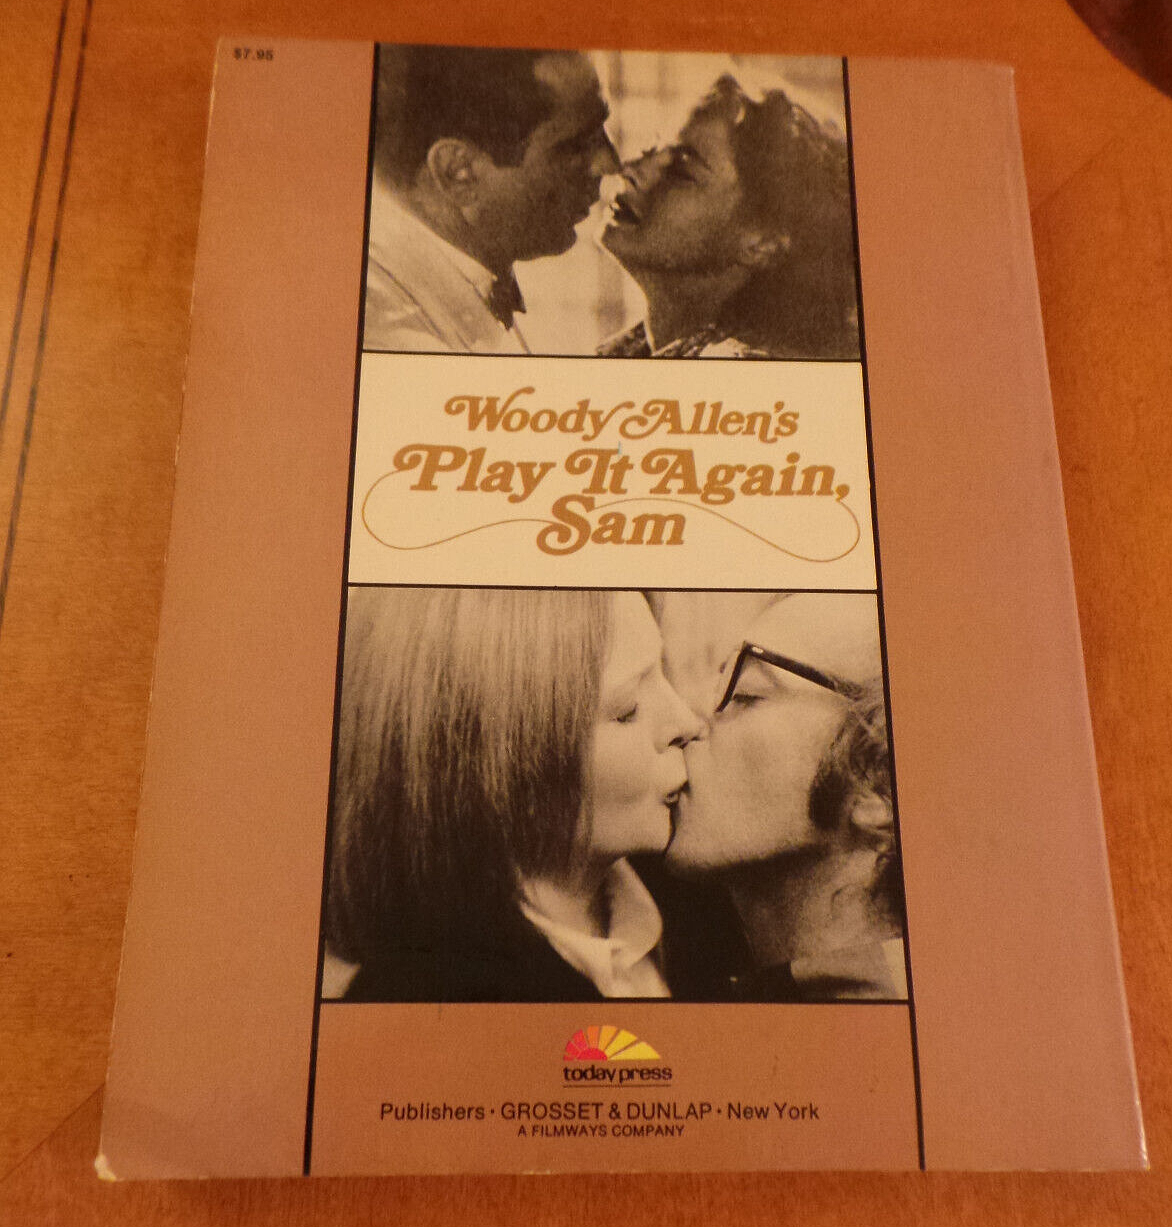 $7.95
Woody Allen's
Play It Again,
Sam
today press
Publishers · GROSSET & DUNLAP · New York
A FILMWAYS COMPANY